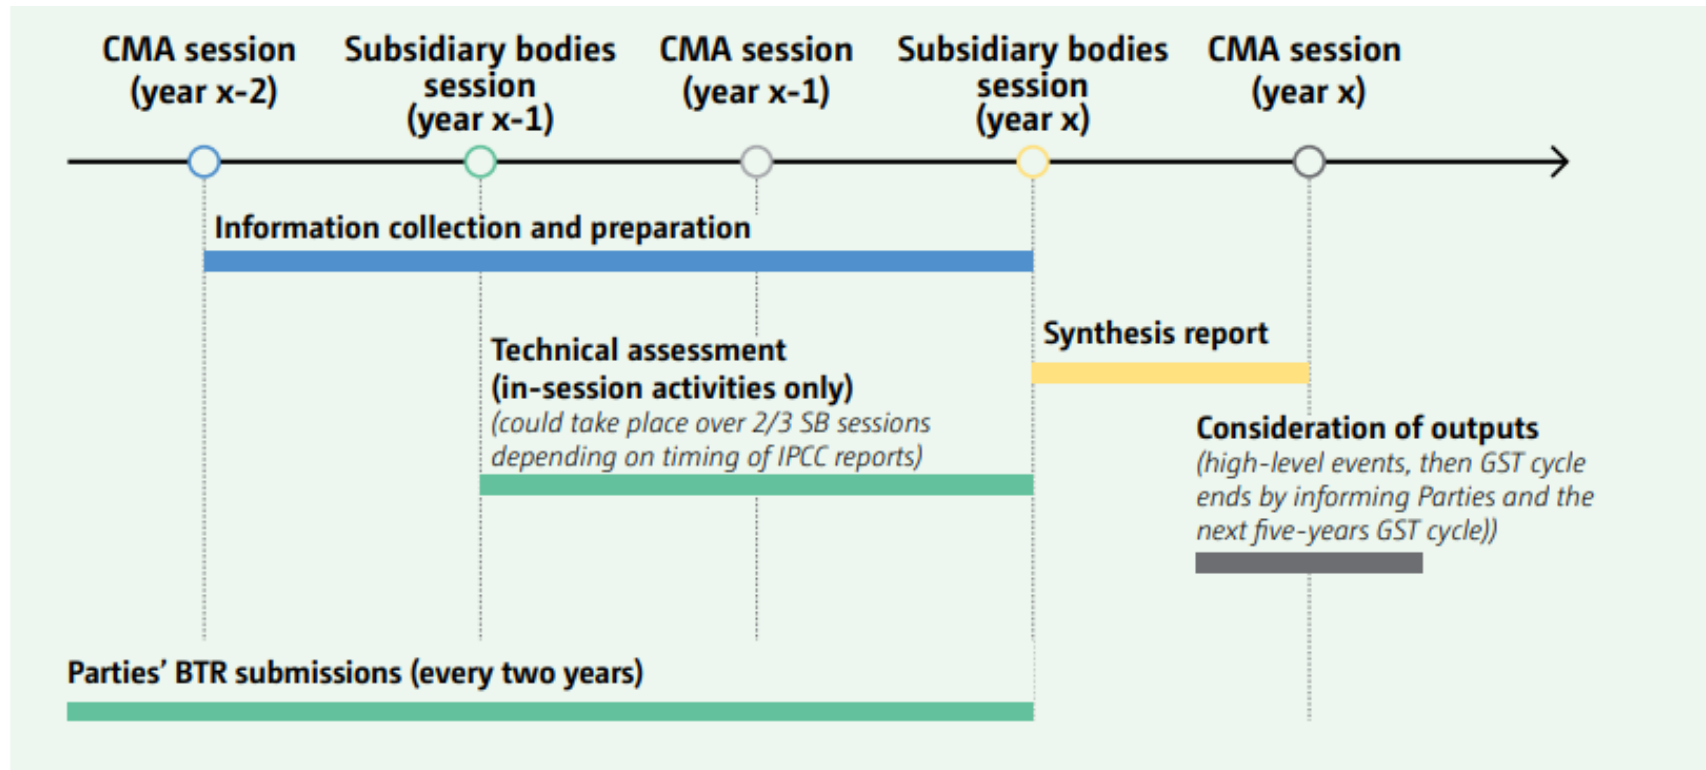 CMA session
(year x-2)
Subsidiary bodies
session
(year x-1)
CMA session
(year x-1)
Subsidiary bodies
session
(year x)
CMA session
(year x)
Information collection and preparation
Synthesis report
Technical assessment
(in-session activities only)
(could take place over 2/3 SB sessions
depending on timing of IPCC reports)
Consideration of outputs
(high-level events, then GST cycle
ends by informing Parties and the
next five-years GST cycle))
Parties’ BTR submissions (every two years)